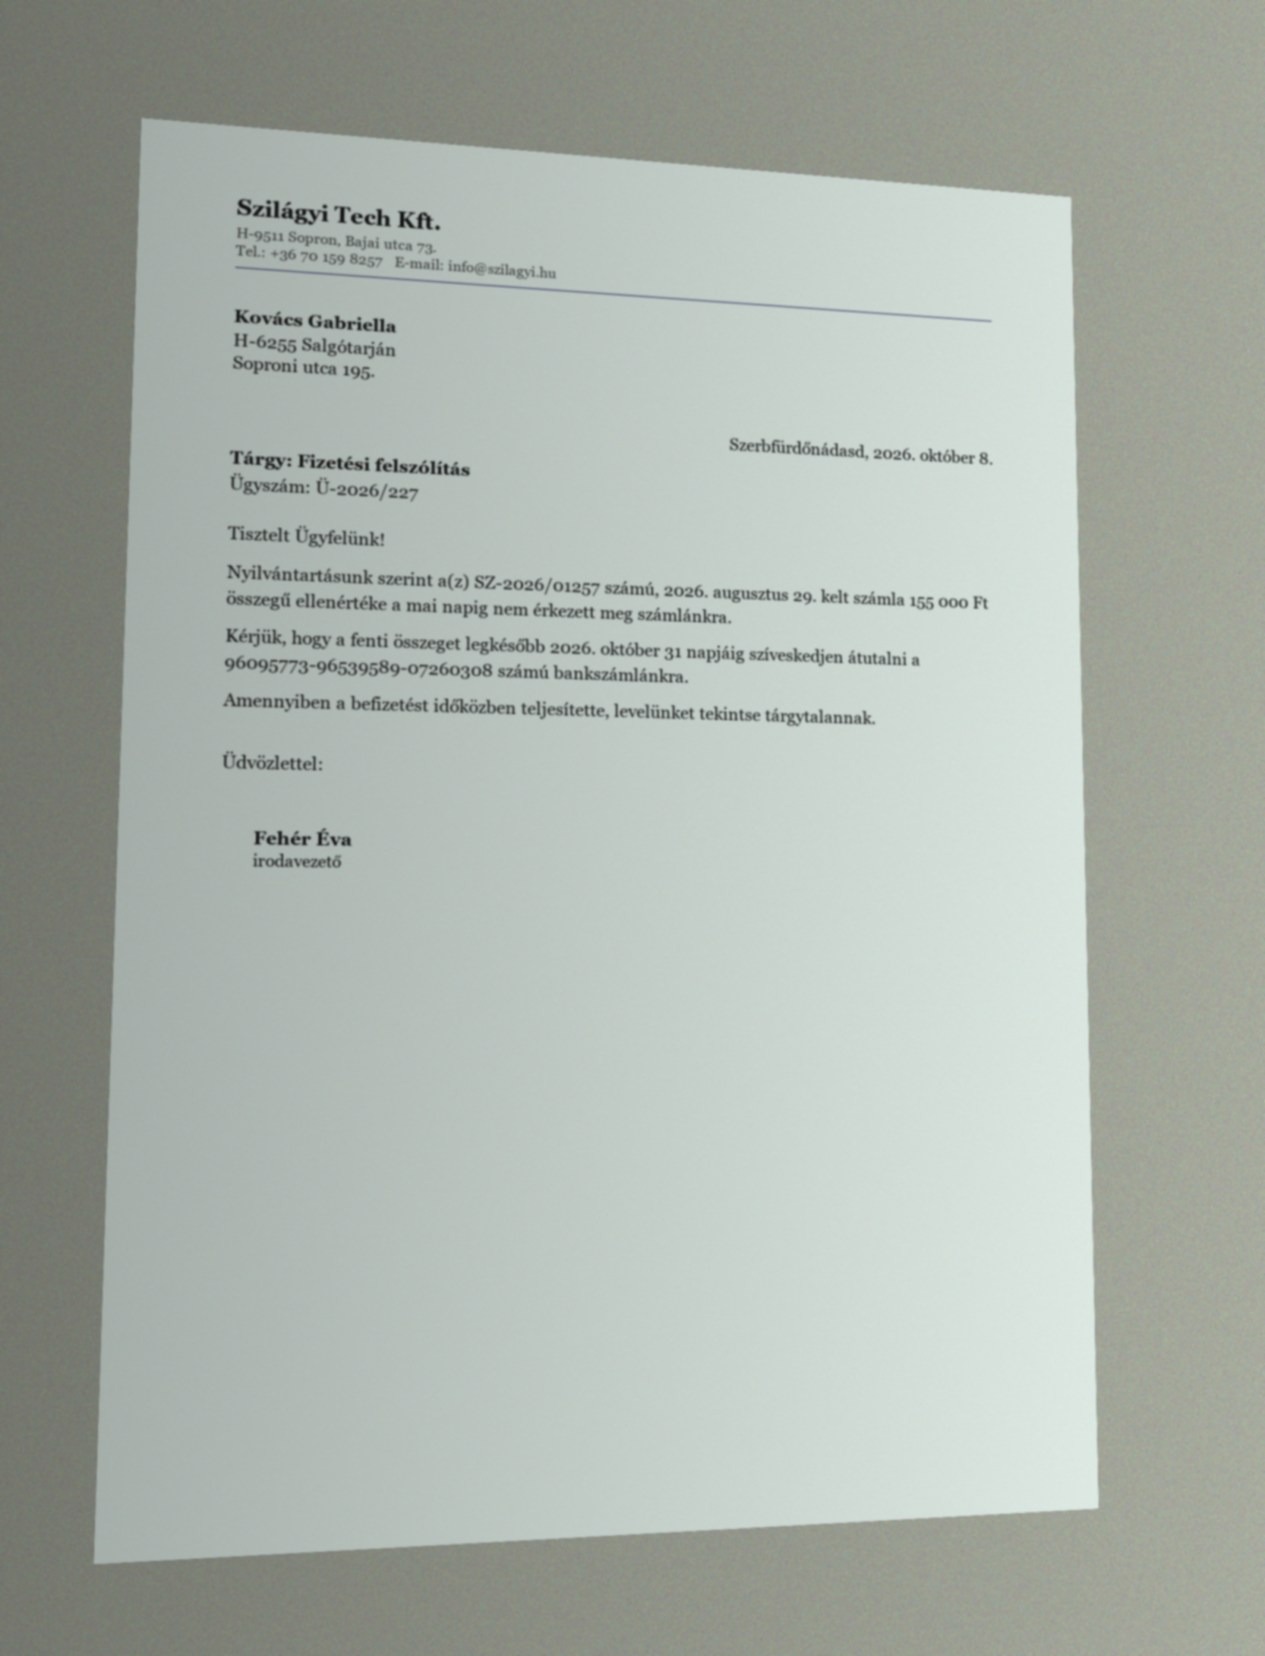 Szilágyi Tech Kft.
H-9511 Sopron, Bajai utca 73.
Tel.: +36 70 159 8257 E-mail: info@szilagyi.hu
Kovács Gabriella
H-6255 Salgótarján
Soproni utca 195.
Szerbfürdőnádasd, 2026. október 8.
Tárgy: Fizetési felszólítás
Ügyszám: Ü-2026/227
Tisztelt Ügyfelünk!
Nyilvántartásunk szerint a(z) SZ-2026/01257 számú, 2026. augusztus 29. kelt számla 155 000 Ft
összegű ellenértéke a mai napig nem érkezett meg számlánkra.
Kérjük, hogy a fenti összeget legkésőbb 2026. október 31 napjáig szíveskedjen átutalni a
96095773-96539589-07260308 számú bankszámlánkra.
Amennyiben a befizetést időközben teljesítette, levelünket tekintse tárgytalannak.
Üdvözlettel:
Fehér Éva
irodavezető